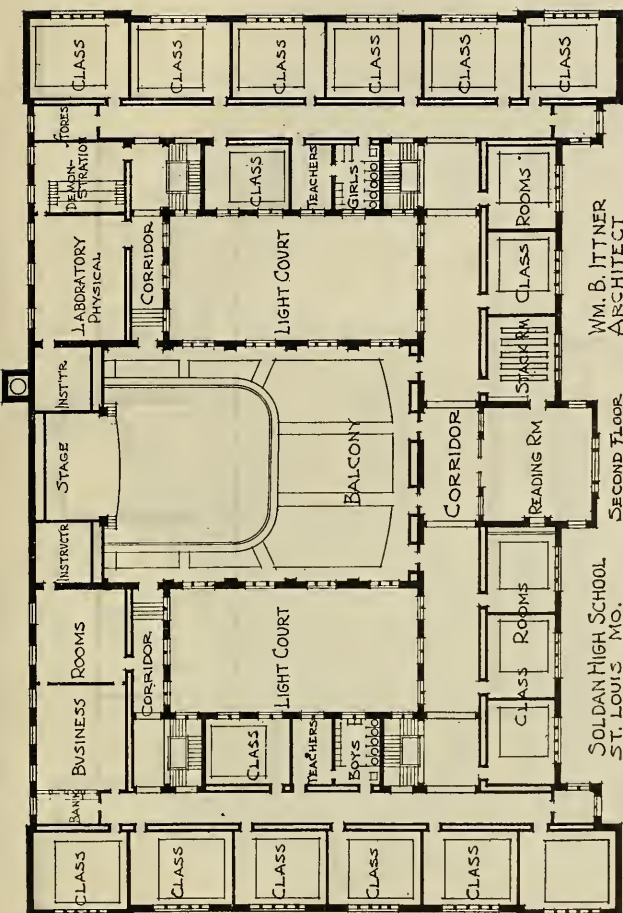 CLASS
CLASS
CLASS
CLASS
CLASS
CLASS
STORES
DEMON-
STRATION
CLASS
TEACHERS
GIRLS
ROOMS
LABORATORY
PHYSICAL
CORRIDOR
LIGHT COURT
CLASS
STACK RM
INST'TR
STAGE
INSTRUCTR
BALCONY
CORRIDOR
READING RM
ROOMS
BUSINESS
CORRIDOR
LIGHT COURT
CLASS ROOMS
BANK
CLASS
TEACHERS
BOYS
CLASS
CLASS
CLASS
CLASS
CLASS
SOLDAN HIGH SCHOOL
ST. LOUIS MO.
SECOND FLOOR
WM. B. ITTNER
ARCHITECT